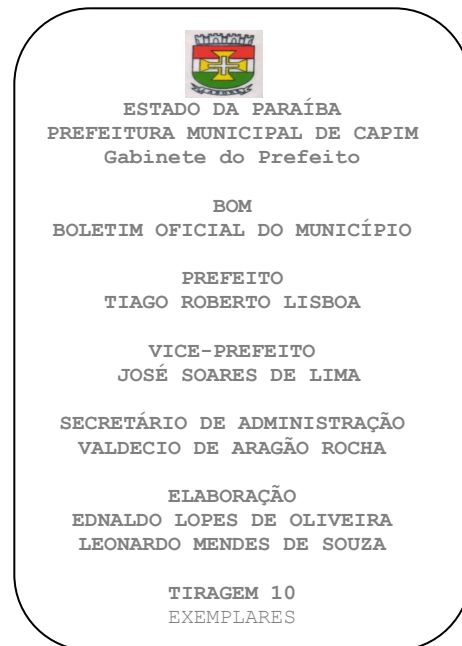 ESTADO DA PARAÍBA
PREFEITURA MUNICIPAL DE CAPIM
Gabinete do Prefeito
BOM
BOLETIM OFICIAL DO MUNICÍPIO
PREFEITO
TIAGO ROBERTO LISBOA
VICE-PREFEITO
JOSÉ SOARES DE LIMA
SECRETÁRIO DE ADMINISTRAÇÃO
VALDECIO DE ARAGÃO ROCHA
ELABORAÇÃO
EDNALDO LOPES DE OLIVEIRA
LEONARDO MENDES DE SOUZA
TIRAGEM 10
EXEMPLARES